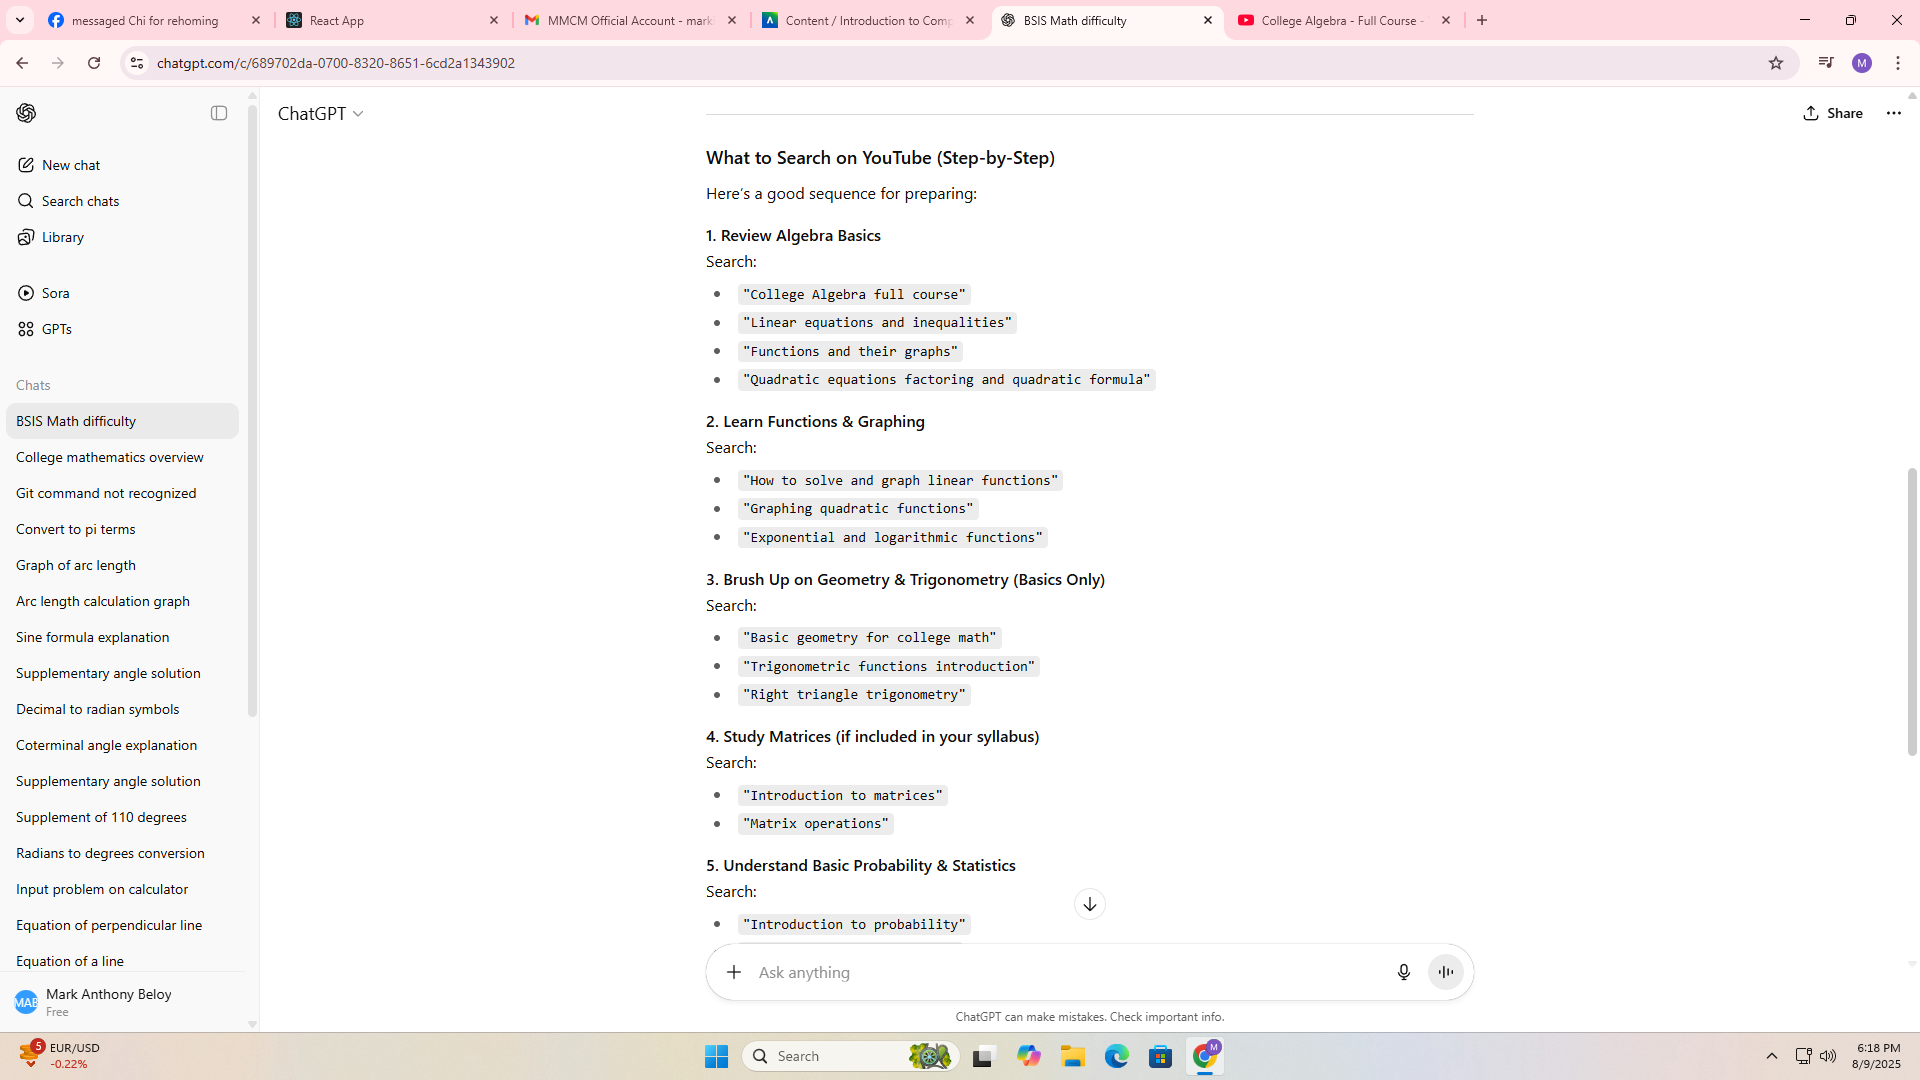 messaged Chi for rehoming
React App
MMCM Official Account - mark
Content / Introduction to Comp
BSIS Math difficulty
College Algebra - Full Course -
chatgpt.com/c/689702da-0700-8320-8651-6cd2a1343902
M
ChatGPT
Share
New chat
Search chats
Library
Sora
GPTs
Chats
BSIS Math difficulty
College mathematics overview
Git command not recognized
Convert to pi terms
Graph of arc length
Arc length calculation graph
Sine formula explanation
Supplementary angle solution
Decimal to radian symbols
Coterminal angle explanation
Supplementary angle solution
Supplement of 110 degrees
Radians to degrees conversion
Input problem on calculator
Equation of perpendicular line
Equation of a line
MAB
Mark Anthony Beloy
Free
What to Search on YouTube (Step-by-Step)
Here's a good sequence for preparing:
1. Review Algebra Basics
Search:
"College Algebra full course"
"Linear equations and inequalities"
"Functions and their graphs"
"Quadratic equations factoring and quadratic formula"
2. Learn Functions & Graphing
Search:
"How to solve and graph linear functions"
"Graphing quadratic functions"
"Exponential and logarithmic functions"
3. Brush Up on Geometry & Trigonometry (Basics Only)
Search:
"Basic geometry for college math"
"Trigonometric functions introduction"
"Right triangle trigonometry"
4. Study Matrices (if included in your syllabus)
Search:
"Introduction to matrices"
"Matrix operations"
5. Understand Basic Probability & Statistics
Search:
"Introduction to probability"
Ask anything
ChatGPT can make mistakes. Check important info.
5
EUR/USD
-0.22%
Search
M
6:18 PM
8/9/2025